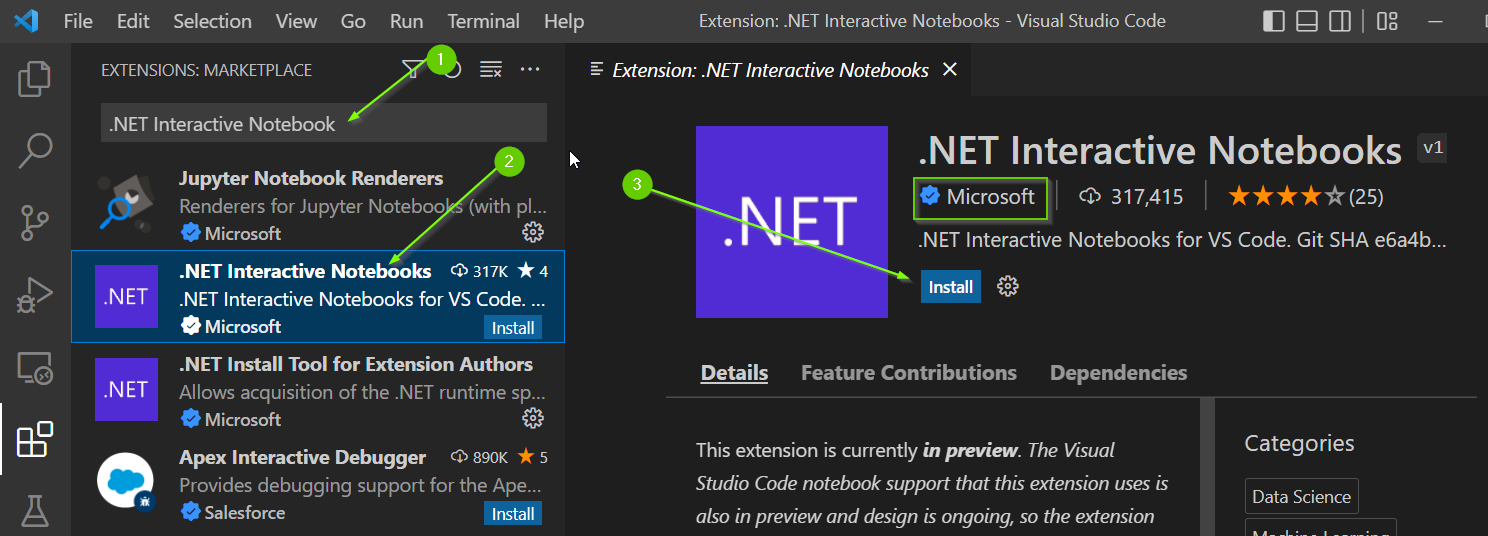 File Edit Selection View Go Run Terminal Help Extension: .NET Interactive Notebooks - Visual Studio Code
EXTENSIONS: MARKETPLACE
1
.NET Interactive Notebook
Jupyter Notebook Renderers
Renderers for Jupyter Notebooks (with pl...
Microsoft
2
.NET
.NET Interactive Notebooks 317K 4
.NET Interactive Notebooks for VS Code. ...
Microsoft Install
.NET
.NET Install Tool for Extension Authors
Allows acquisition of the .NET runtime sp...
Microsoft
Apex Interactive Debugger 890K 5
Provides debugging support for the Ape...
Salesforce Install
Extension: .NET Interactive Notebooks
.NET
.NET Interactive Notebooks v1
Microsoft 317,415 (25)
.NET Interactive Notebooks for VS Code. Git SHA e6a4b...
3
Install
Details Feature Contributions Dependencies
This extension is currently in preview. The Visual
Studio Code notebook support that this extension uses is
also in preview and design is ongoing, so the extension
Categories
Data Science
Machine Learning